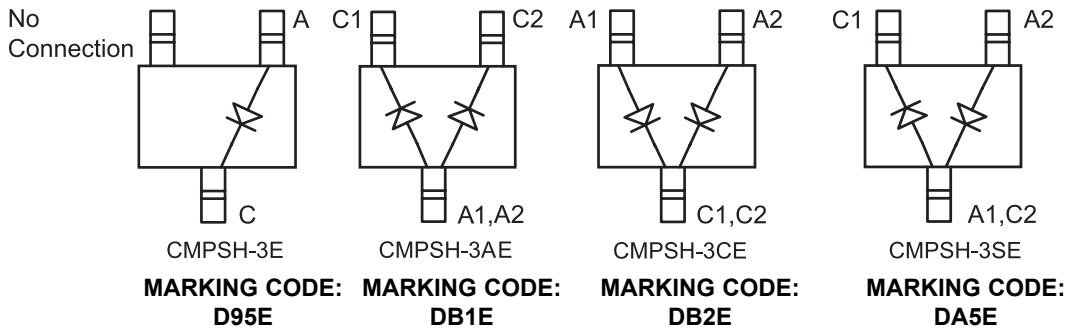 No
Connection
A
C
CMPSH-3E
MARKING CODE:
D95E
C1
C2
A1,A2
CMPSH-3AE
MARKING CODE:
DB1E
A1
A2
C1,C2
CMPSH-3CE
MARKING CODE:
DB2E
C1
A2
A1,C2
CMPSH-3SE
MARKING CODE:
DA5E